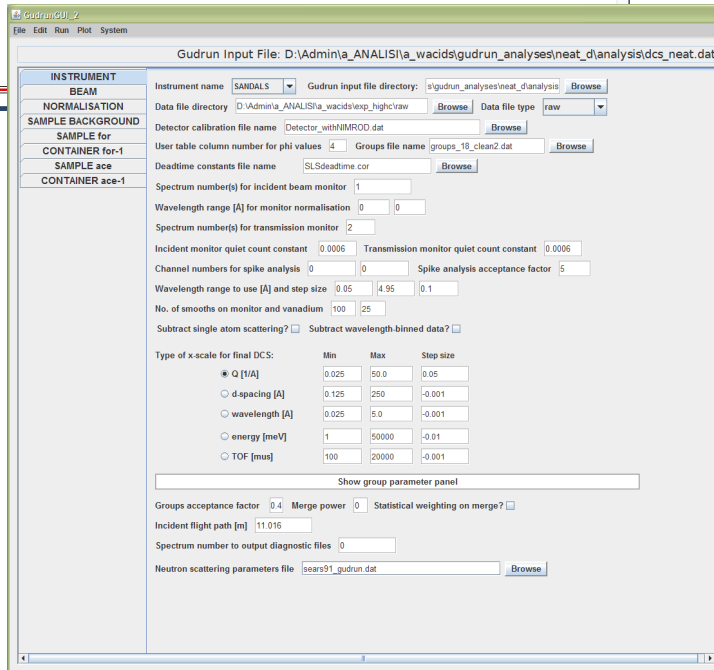 GudrunGUI_2
File Edit Run Plot System
Gudrun Input File: D:\Admin\a_ANALISI\a_wacids\gudrun_analyses\neat_d\analysis\dcs_neat.dat
INSTRUMENT
BEAM
NORMALISATION
SAMPLE BACKGROUND
SAMPLE for
CONTAINER for-1
SAMPLE ace
CONTAINER ace-1
Instrument name SANDALS Gudrun input file directory: s\gudrun_analyses\neat_d\analysis Browse
Data file directory D:\Admin\a_ANALISI\a_wacids\exp_highc\raw Browse Data file type raw
Detector calibration file name Detector_withNIMROD.dat Browse
User table column number for phi values 4 Groups file name groups_18_clean2.dat Browse
Deadtime constants file name SLSdeadtime.cor Browse
Spectrum number(s) for incident beam monitor 1
Wavelength range [Å] for monitor normalisation 0 0
Spectrum number(s) for transmission monitor 2
Incident monitor quiet count constant 0.0006 Transmission monitor quiet count constant 0.0006
Channel numbers for spike analysis 0 0 Spike analysis acceptance factor 5
Wavelength range to use [Å] and step size 0.05 4.95 0.1
No. of smooths on monitor and vanadium 100 25
Subtract single atom scattering? Subtract wavelength-binned data?
Type of x-scale for final DCS: Min Max Step size
Q [1/Å] 0.025 50.0 0.05
d-spacing [Å] 0.125 250 -0.001
wavelength [Å] 0.025 5.0 -0.001
energy [meV] 1 50000 -0.01
TOF [mus] 100 20000 -0.001
Show group parameter panel
Groups acceptance factor 0.4 Merge power 0 Statistical weighting on merge?
Incident flight path [m] 11.016
Spectrum number to output diagnostic files 0
Neutron scattering parameters file sears91_gudrun.dat Browse